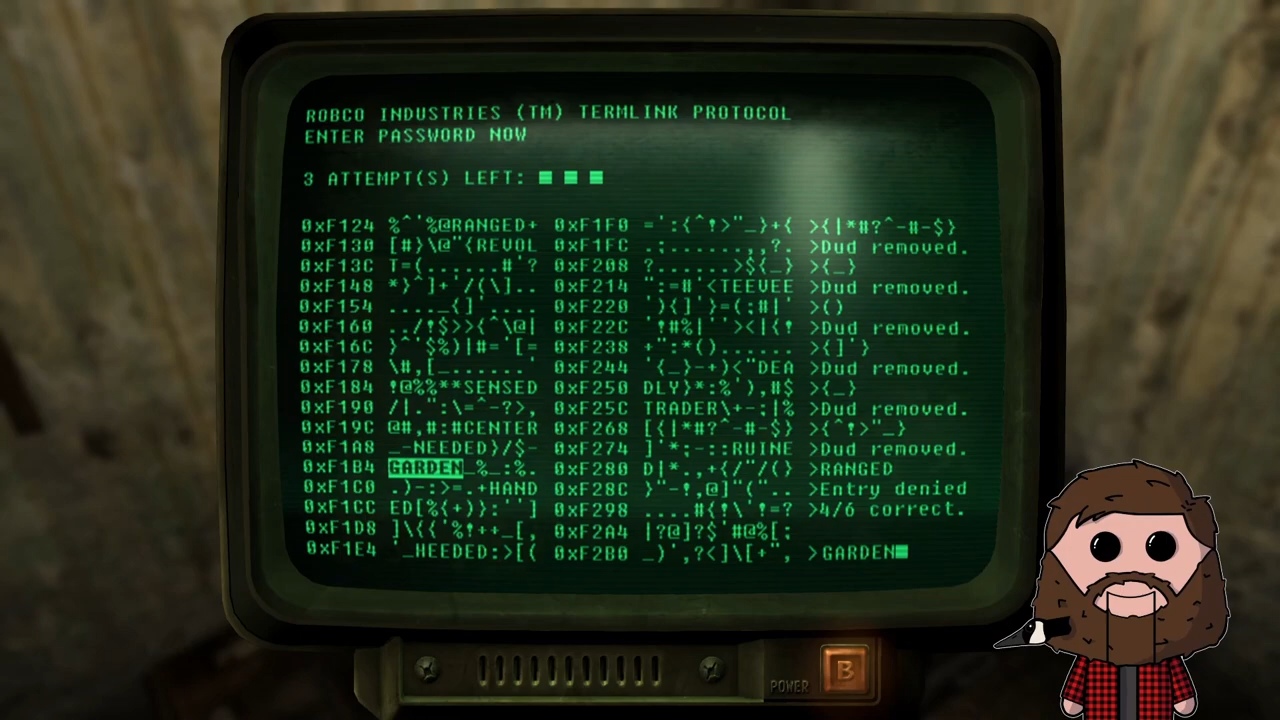 ROBCO INDUSTRIES (TM) TERMLINK PROTOCOL
ENTER PASSWORD NOW
3 ATTEMPT(S) LEFT:
0xF124 %^'%@RANGED+ 0xF1F0 =':{^!>"_}+{ >{|*#?^-#-$}
0xF130 [#}\@"{REVOL 0xF1FC .;......,,?. >Dud removed.
0xF13C T=(......#'? 0xF208 ?......>${_} >{_}
0xF148 *}^]+'/(\].. 0xF214 ":=#'<TEEVEE >Dud removed.
0xF154 ...._{]'.... 0xF220 '){]'}=(;#|' >()
0xF160 ../!$>>{^\@| 0xF22C '!#%|''><|{! >Dud removed.
0xF16C }^'$%)|#='[= 0xF238 +":*()...... >{]'}
0xF178 \#,[_......' 0xF244 '{_}-+)<"DEA >Dud removed.
0xF184 !@%%**SENSED 0xF250 DLY}*:%'),#$ >{_}
0xF190 /|.":\=^-?>, 0xF25C TRADER\+-:|% >Dud removed.
0xF19C @#,#:#CENTER 0xF268 [{|*#?^-#-$} >{^!>"_}
0xF1A8 _-NEEDED}/$- 0xF274 ]'*;-::RUINE >Dud removed.
0xF1B4 GARDEN_%_:%. 0xF280 D|*.,+{/"/(} >RANGED
0xF1C0 .)-:>=.+HAND 0xF28C }"-!,@]"(".. >Entry denied
0xF1CC ED[%{+)}: '] 0xF298 ....#{!\'!=? >4/6 correct.
0xF1D8 ]\{{'%!++_[, 0xF2A4 |?@]?$'#@%[:
0xF1E4 '_HEEDED:>[( 0xF2B0 _)',?<]\[+", >GARDEN
POWER
B